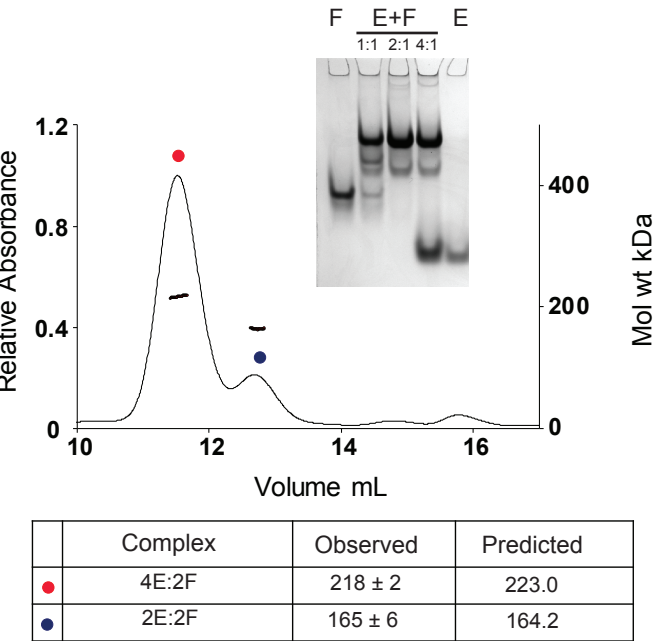 F E+F E
1:1 2:1 4:1
1.2
0.8
0.4
0
Relative Absorbance
400
200
0
Mol wt kDa
10 12 14 16
Volume mL
Complex Observed Predicted
4E:2F 218 ± 2 223.0
2E:2F 165 ± 6 164.2